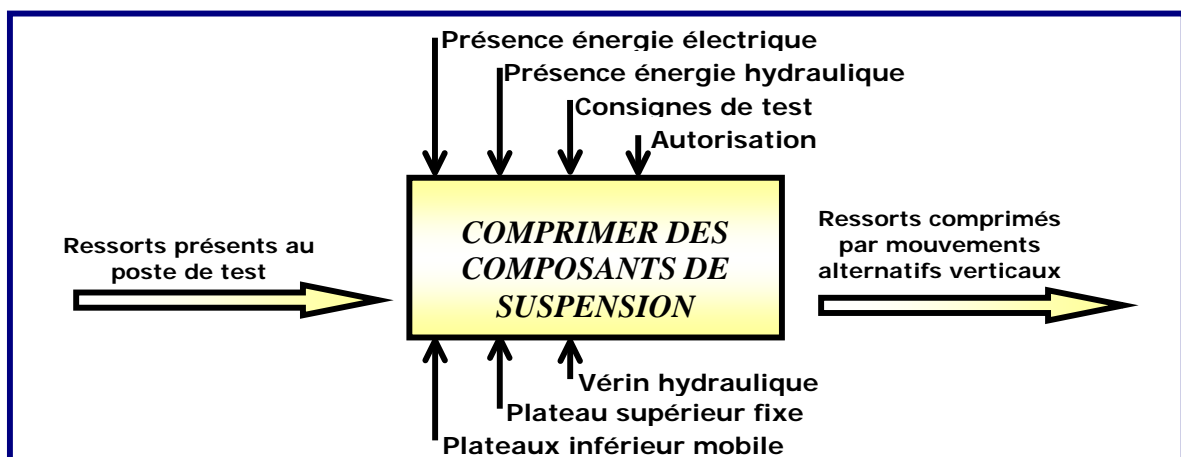 Présence énergie électrique
Présence énergie hydraulique
Consignes de test
Autorisation
Ressorts présents au
poste de test
COMPRIMER DES
COMPOSANTS DE
SUSPENSION
Ressorts comprimés
par mouvements
alternatifs verticaux
Vérin hydraulique
Plateau supérieur fixe
Plateaux inférieur mobile